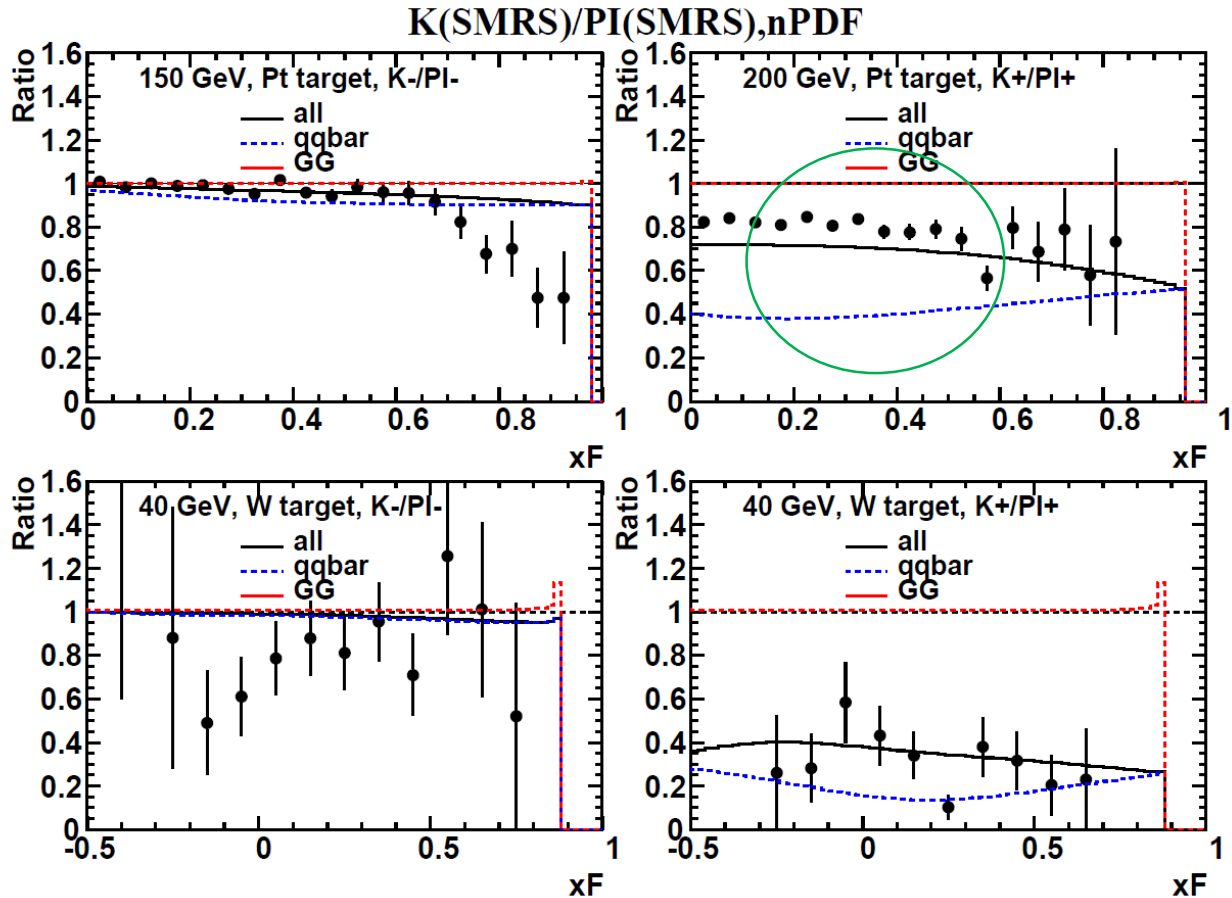 K(SMRS)/PI(SMRS),nPDF
Ratio
1.6
1.4
1.2
1
0.8
0.6
0.4
0.2
0
150 GeV, Pt target, K-/PI-
all
qqbar
GG
0 0.2 0.4 0.6 0.8 1
xF
Ratio
1.6
1.4
1.2
1
0.8
0.6
0.4
0.2
0
200 GeV, Pt target, K+/PI+
all
qqbar
GG
0 0.2 0.4 0.6 0.8 1
xF
Ratio
1.6
1.4
1.2
1
0.8
0.6
0.4
0.2
0
40 GeV, W target, K-/PI-
all
qqbar
GG
-0.5 0 0.5 1
xF
Ratio
1.6
1.4
1.2
1
0.8
0.6
0.4
0.2
0
40 GeV, W target, K+/PI+
all
qqbar
GG
-0.5 0 0.5 1
xF